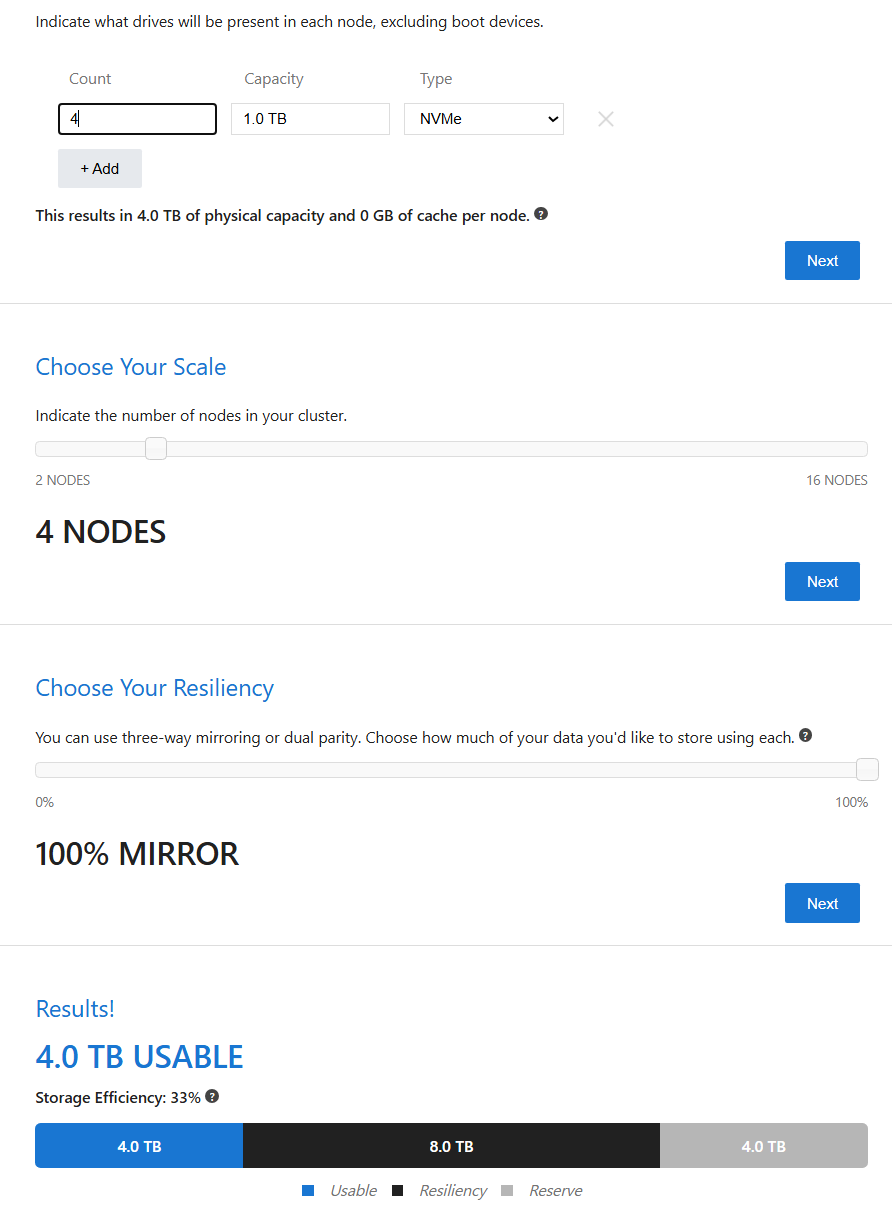 Indicate what drives will be present in each node, excluding boot devices.
Count Capacity Type
4 1.0 TB NVMe
+ Add
This results in 4.0 TB of physical capacity and 0 GB of cache per node. ?
Next
Choose Your Scale
Indicate the number of nodes in your cluster.
2 NODES 16 NODES
4 NODES
Next
Choose Your Resiliency
You can use three-way mirroring or dual parity. Choose how much of your data you'd like to store using each. ?
0% 100%
100% MIRROR
Next
Results!
4.0 TB USABLE
Storage Efficiency: 33% ?
4.0 TB 8.0 TB 4.0 TB
Usable Resiliency Reserve